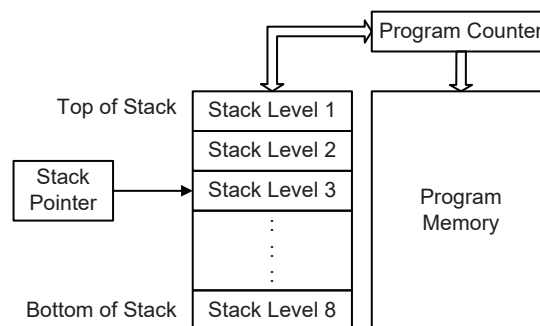 Program Counter
Top of Stack
Stack Level 1
Stack Level 2
Stack
Pointer
Stack Level 3
Program
Memory
:
:
:
Bottom of Stack
Stack Level 8